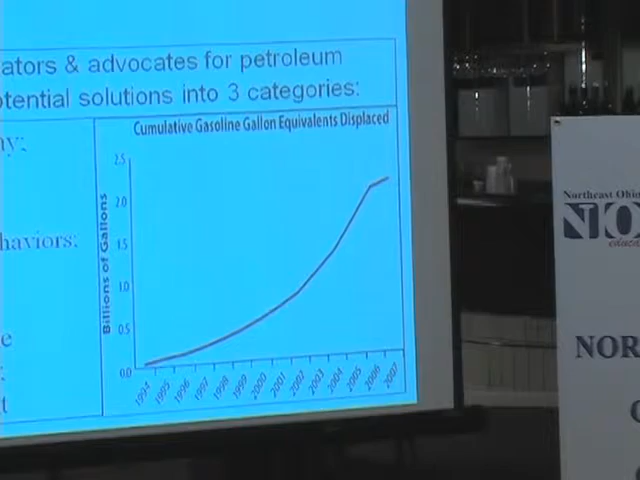 ators & advocates for petroleum
otential solutions into 3 categories:
ny:
haviors:
e
t
Cumulative Gasoline Gallon Equivalents Displaced
Billions of Gallons
2.5
2.0
1.5
1.0
0.5
0.0
1994 1995 1996 1997 1998 1999 2000 2001 2002 2003 2004 2005 2006 2007
Northeast Ohio
NO
educa
NOR